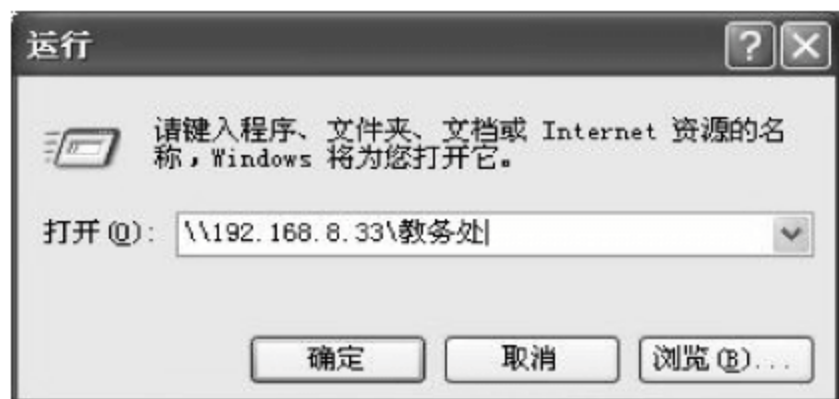 运行
请键入程序、文件夹、文档或 Internet 资源的名
称，Windows 将为您打开它。
打开(O): \\192.168.8.33\教务处
确定 取消 浏览(B)...